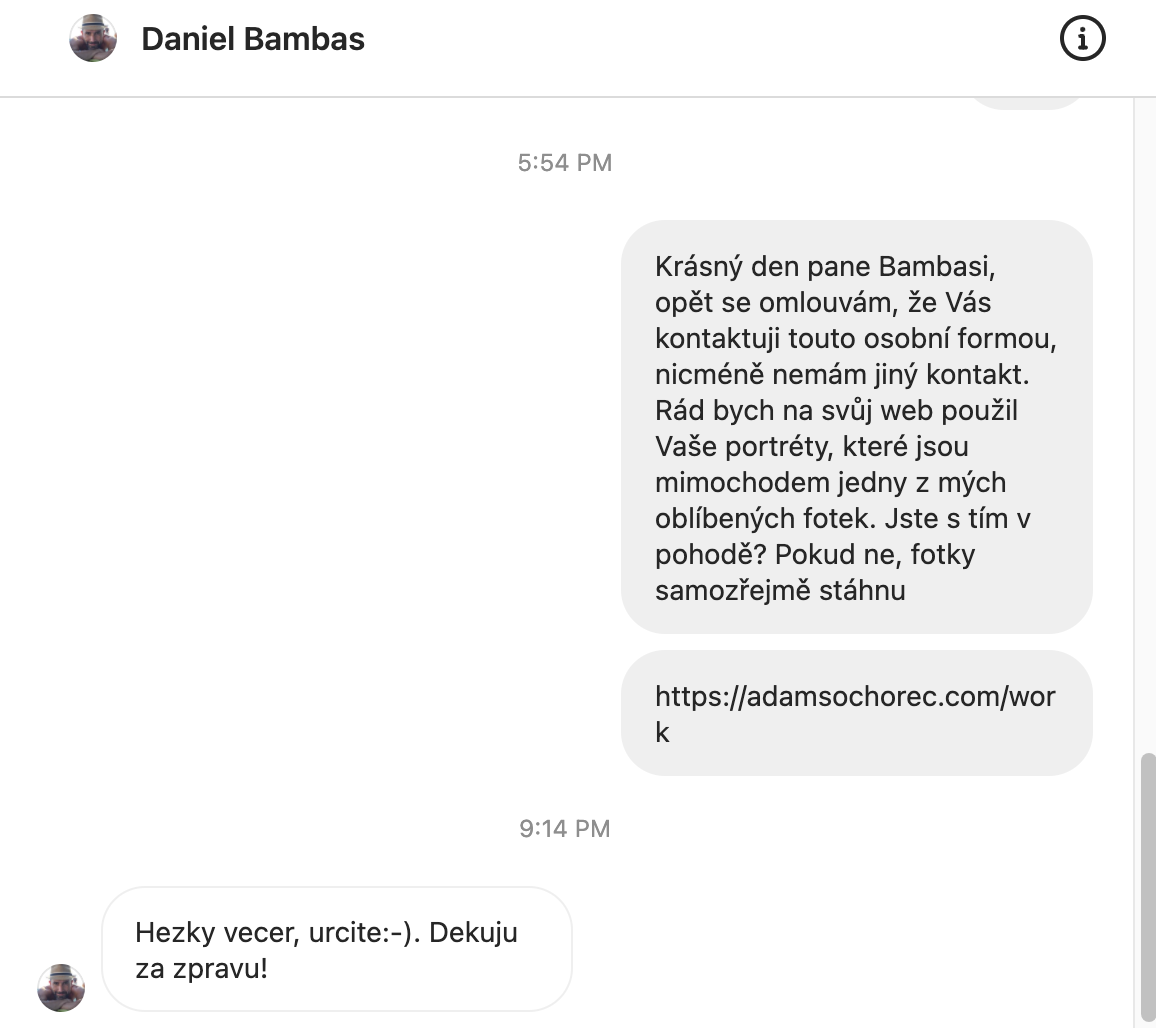 Daniel Bambas
5:54 PM
Krásný den pane Bambasi,
opět se omlouvám, že Vás
kontaktuji touto osobní formou,
nicméně nemám jiný kontakt.
Rád bych na svůj web použil
Vaše portréty, které jsou
mimochodem jedny z mých
oblíbených fotek. Jste s tím v
pohodě? Pokud ne, fotky
samozřejmě stáhnu
https://adamsochorec.com/wor
k
9:14 PM
Hezky vecer, urcite:-). Dekuju
za zpravu!